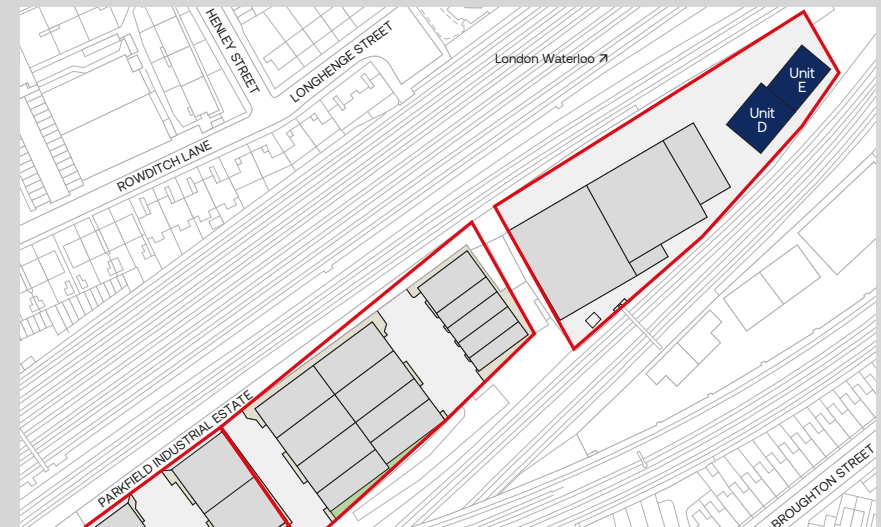 HENLEY STREET
LONGHENGE STREET
London Waterloo ↗
Unit
E
Unit
D
ROWDITCH LANE
PARKFIELD INDUSTRIAL ESTATE
BROUGHTON STREET